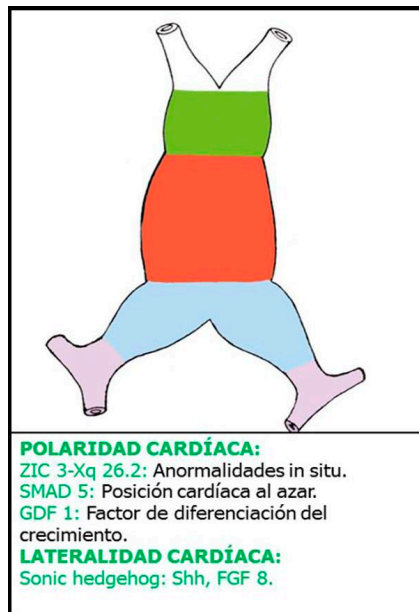 POLARIDAD CARDÍACA:
ZIC 3-Xq 26.2: Anormalidades in situ.
SMAD 5: Posición cardíaca al azar.
GDF 1: Factor de diferenciación del
crecimiento.
LATERALIDAD CARDÍACA:
Sonic hedgehog: Shh, FGF 8.